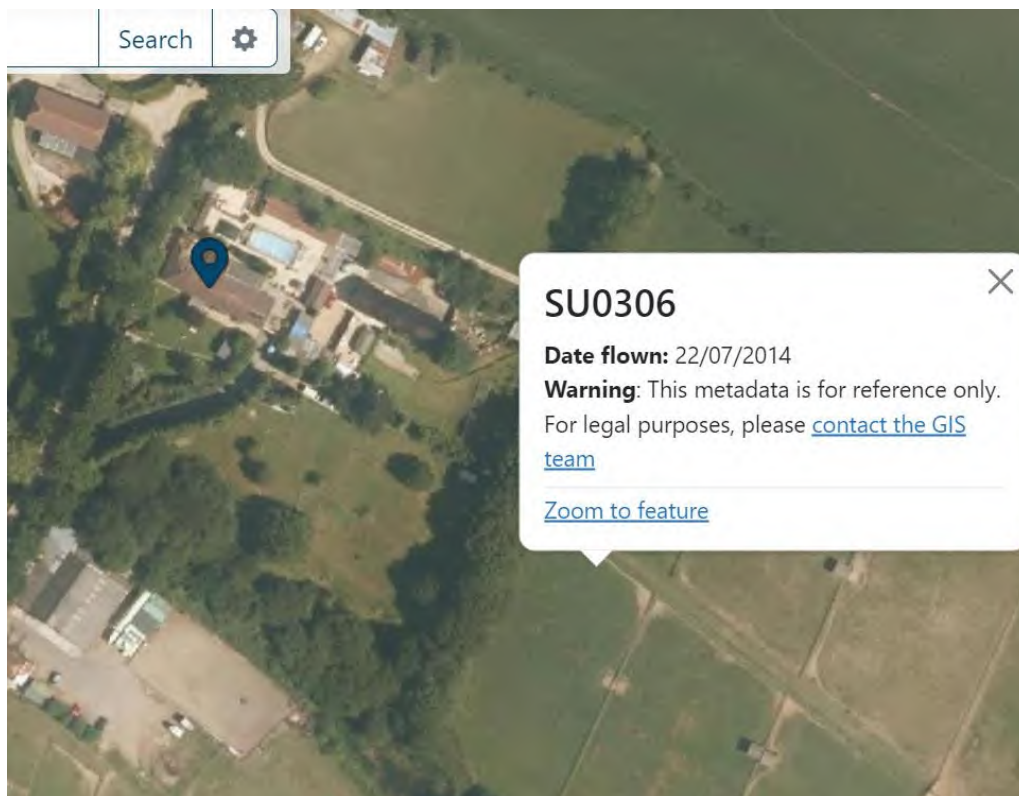 Search
SU0306
Date flown: 22/07/2014
Warning: This metadata is for reference only.
For legal purposes, please contact the GIS
team
Zoom to feature